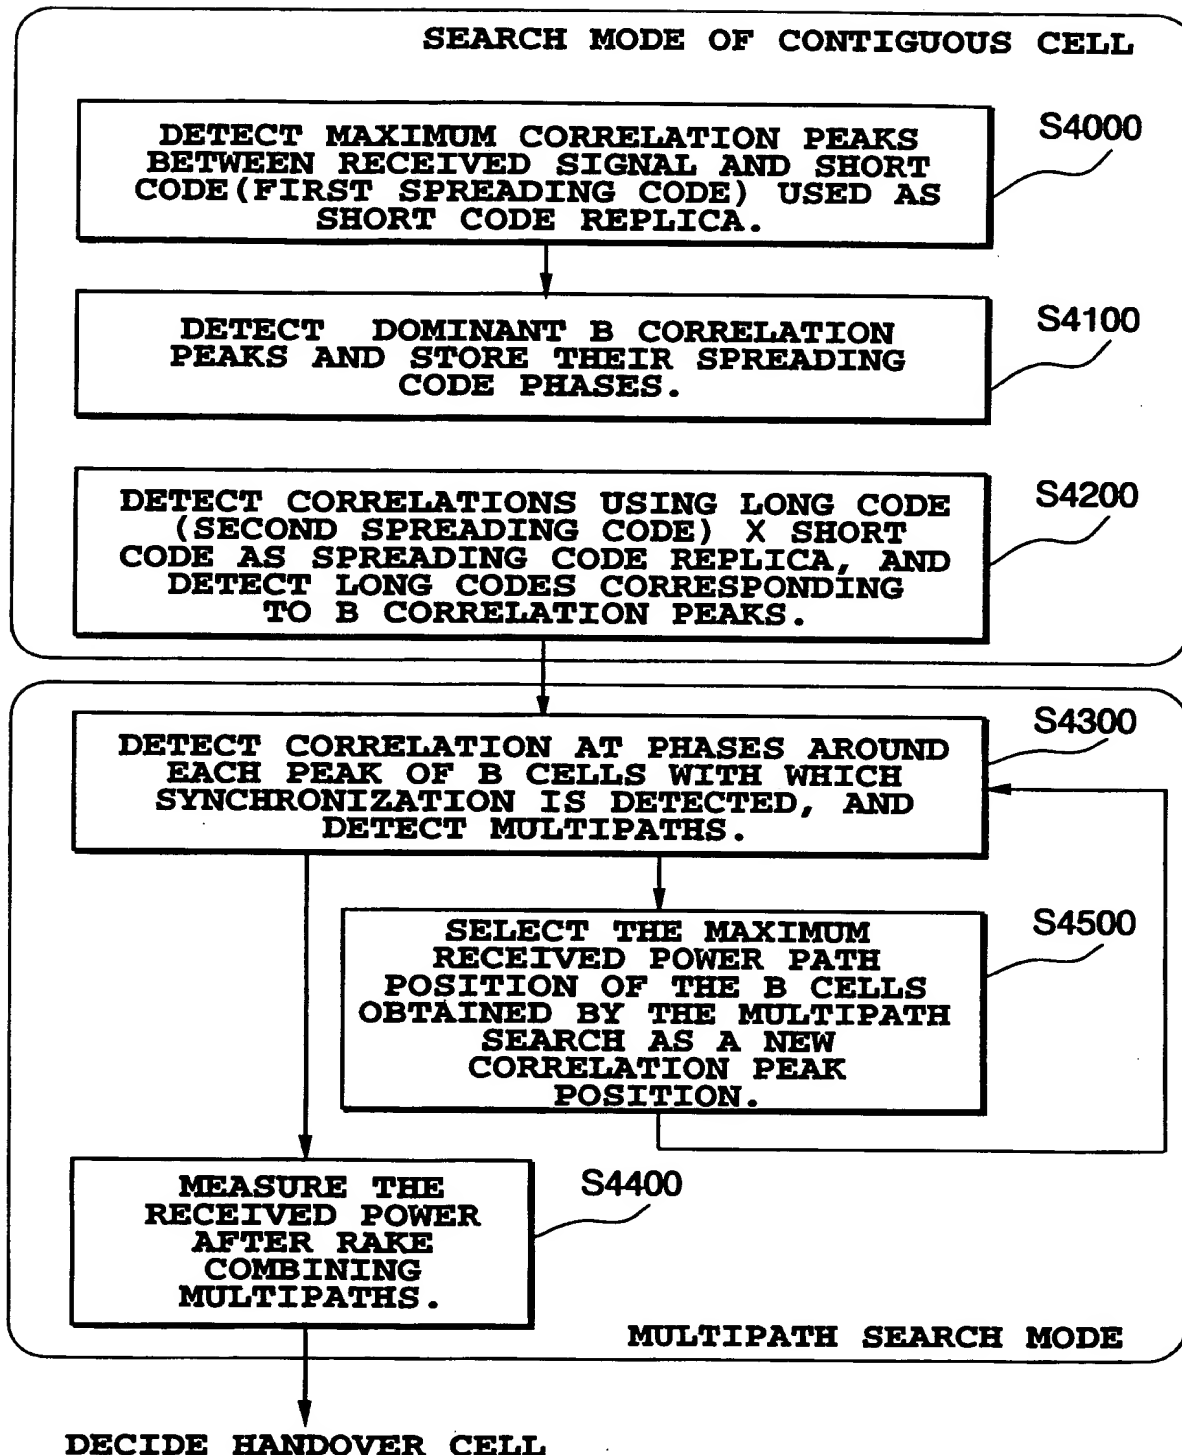 SEARCH MODE OF CONTIGUOUS CELL
DETECT MAXIMUM CORRELATION PEAKS
BETWEEN RECEIVED SIGNAL AND SHORT
CODE(FIRST SPREADING CODE) USED AS
SHORT CODE REPLICA.
S4000
DETECT DOMINANT B CORRELATION
PEAKS AND STORE THEIR SPREADING
CODE PHASES.
S4100
DETECT CORRELATIONS USING LONG CODE
(SECOND SPREADING CODE) X SHORT
CODE AS SPREADING CODE REPLICA, AND
DETECT LONG CODES CORRESPONDING
TO B CORRELATION PEAKS.
S4200
DETECT CORRELATION AT PHASES AROUND
EACH PEAK OF B CELLS WITH WHICH
SYNCHRONIZATION IS DETECTED, AND
DETECT MULTIPATHS.
S4300
SELECT THE MAXIMUM
RECEIVED POWER PATH
POSITION OF THE B CELLS
OBTAINED BY THE MULTIPATH
SEARCH AS A NEW
CORRELATION PEAK
POSITION.
S4500
MEASURE THE
RECEIVED POWER
AFTER RAKE
COMBINING
MULTIPATHS.
S4400
MULTIPATH SEARCH MODE
DECIDE HANDOVER CELL